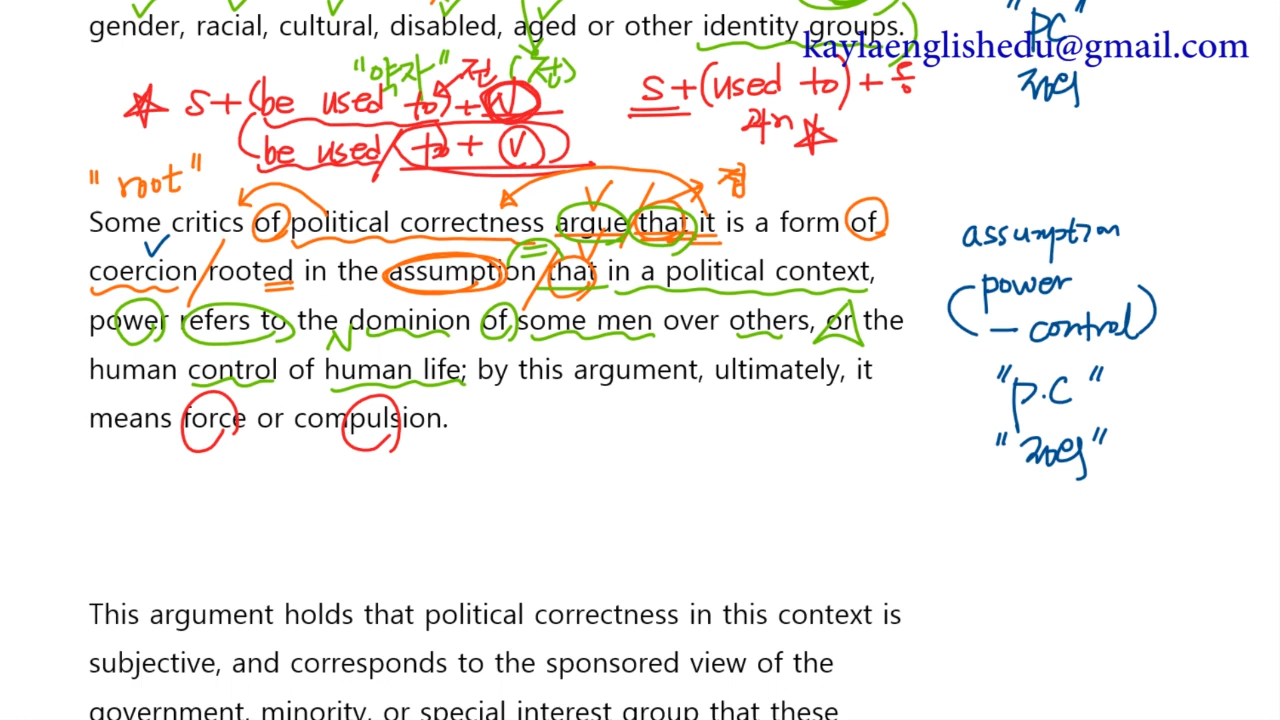 gender, racial, cultural, disabled, aged or other identity groups.
"PC"
kaylaenglishedu@gmail.com
"약자" (전)
전
S+(be used to)+V
S+(used to)+동
과거
(be used/to + V)
"root"
Some critics of political correctness argue that it is a form of
coercion rooted in the assumption that in a political context,
power refers to the dominion of some men over others, or the
human control of human life; by this argument, ultimately, it
means force or compulsion.
assumption
(power
– control)
"P.C"
This argument holds that political correctness in this context is
subjective, and corresponds to the sponsored view of the
government, minority, or special interest group that these